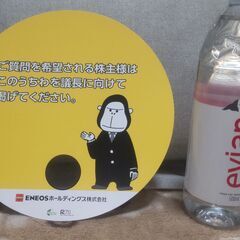 ご質問を希望される株主様は
このうちわを議長に向けて
掲げてください。
ENEOSホールディングス株式会社
evian